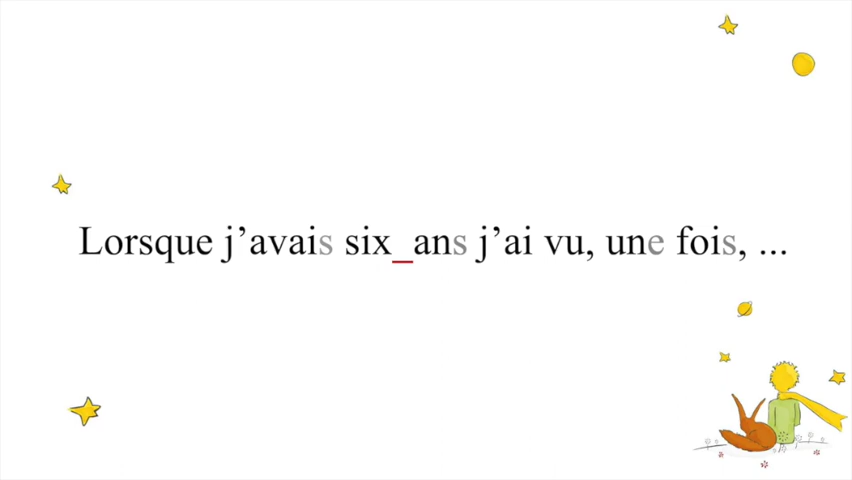 Lorsque j’avais six_ans j’ai vu, une fois, ...